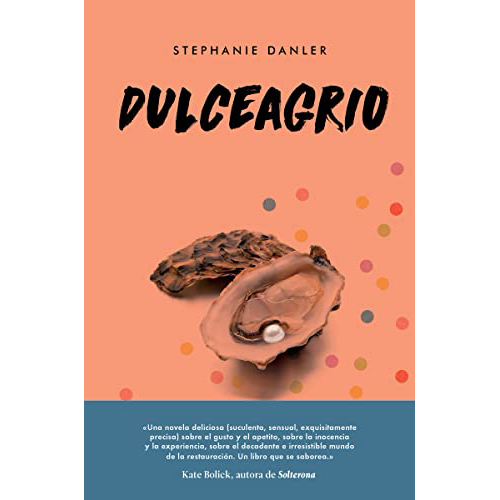 STEPHANIE DANLER
DULCEAGRIO
«Una novela deliciosa (suculenta, sensual, exquisitamente
precisa) sobre el gusto y el apetito, sobre la inocencia
y la experiencia, sobre el decadente e irresistible mundo
de la restauración. Un libro que se saborea.»
Kate Bolick, autora de Solterona